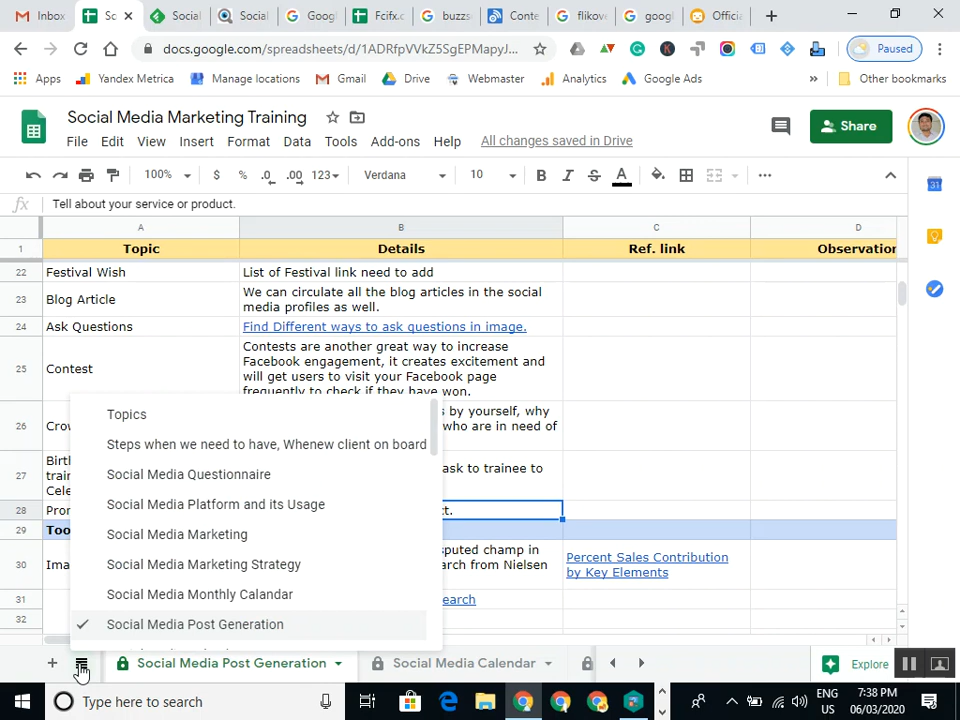 M
Sc
Social
Social
Goog
Fcifx.c
buzzs
Conte
flikov
goog
Officia
docs.google.com/spreadsheets/d/1ADRfpVVkZ5SgEPMapyJ...
Paused
Apps
Yandex Metrica
Manage locations
Gmail
Drive
Webmaster
Analytics
Google Ads
»
Other bookmarks
Social Media Marketing Training
Share
File Edit View Insert Format Data Tools Add-ons Help All changes saved in Drive
100% $ % .0 .00 123 Verdana 10 B I S A
fx Tell about your service or product.
A B C D
1 Topic Details Ref. link Observation
22 Festival Wish List of Festival link need to add
23 Blog Article We can circulate all the blog articles in the social
media profiles as well.
24 Ask Questions Find Different ways to ask questions in image.
25 Contest Contests are another great way to increase
Facebook engagement, it creates excitement and
will get users to visit your Facebook page
frequently to check if they have won.
26 Crow s by yourself, why
who are in need of
27 Birth
train
Cele
ask to trainee to
28 Pron ct.
29 Too
30 Ima sputed champ in
arch from Nielsen
Percent Sales Contribution
by Key Elements
31 earch
32
Topics
Steps when we need to have, Whenew client on board
Social Media Questionnaire
Social Media Platform and its Usage
Social Media Marketing
Social Media Marketing Strategy
Social Media Monthly Calandar
Social Media Post Generation
Social Media Post Generation
Social Media Calendar
Explore
Type here to search
ENG
US
7:38 PM
06/03/2020